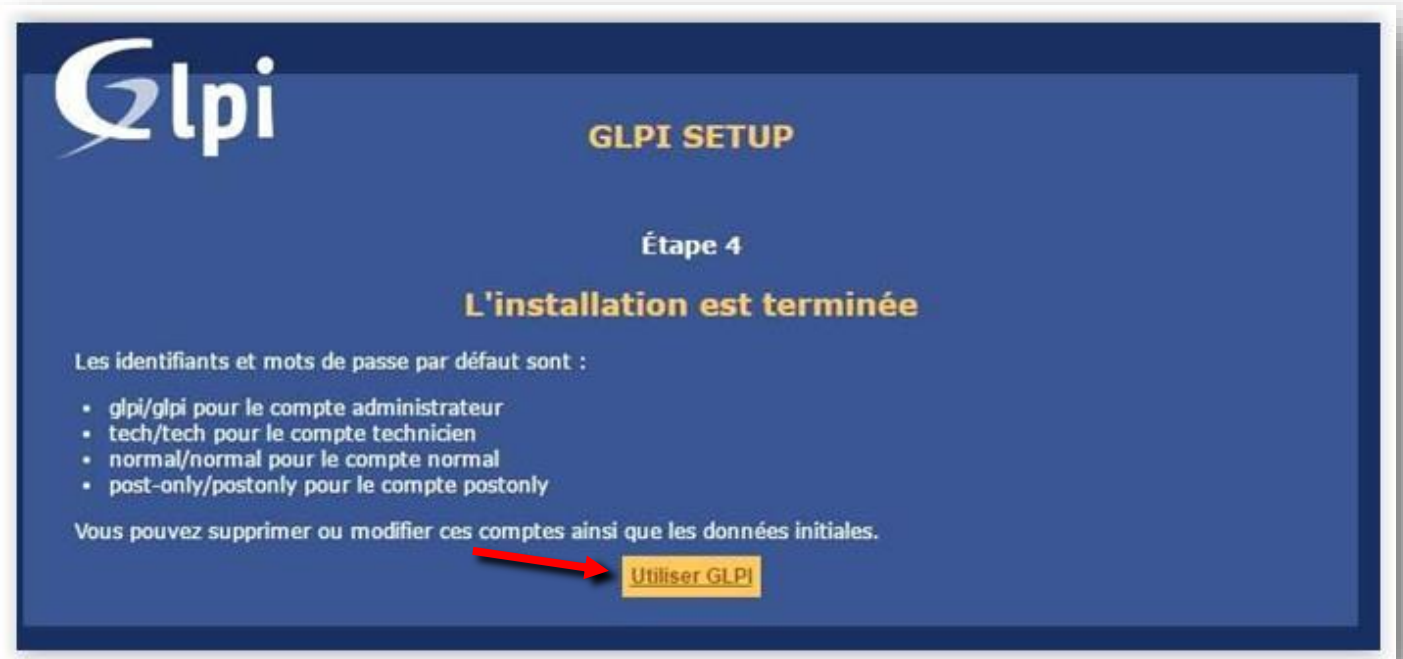 Glpi
GLPI SETUP
Étape 4
L'installation est terminée
Les identifiants et mots de passe par défaut sont :
• glpi/glpi pour le compte administrateur
• tech/tech pour le compte technicien
• normal/normal pour le compte normal
• post-only/postonly pour le compte postonly
Vous pouvez supprimer ou modifier ces comptes ainsi que les données initiales.
Utiliser GLPI